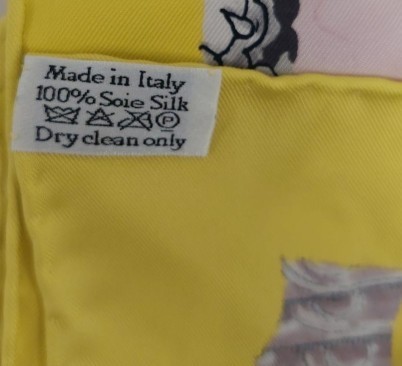 Made in Italy
100% Soie Silk
P
Dry clean only